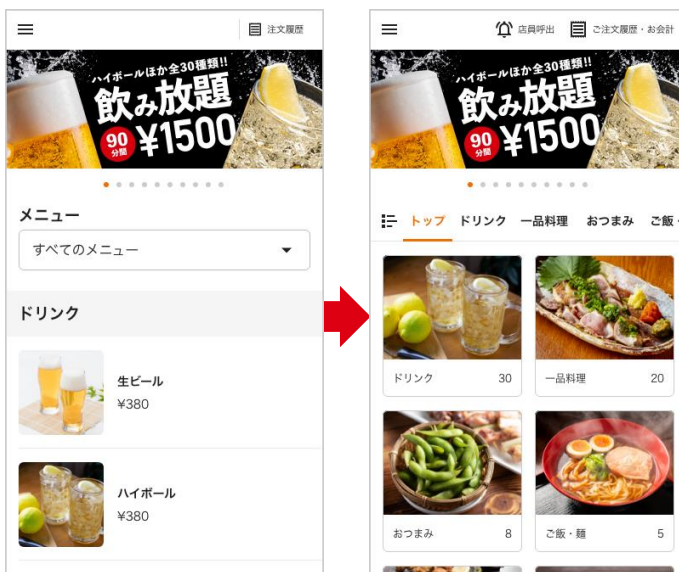 注文履歴
ハイボールほか全30種類!!
飲み放題
90
分間
¥1500
メニュー
すべてのメニュー
ドリンク
生ビール
¥380
ハイボール
¥380
店員呼出
ご注文履歴・お会計
ハイボールほか全30種類!!
飲み放題
90
分間
¥1500
トップ ドリンク 一品料理 おつまみ ご飯・
ドリンク 30
一品料理 20
おつまみ 8
ご飯・麺 5